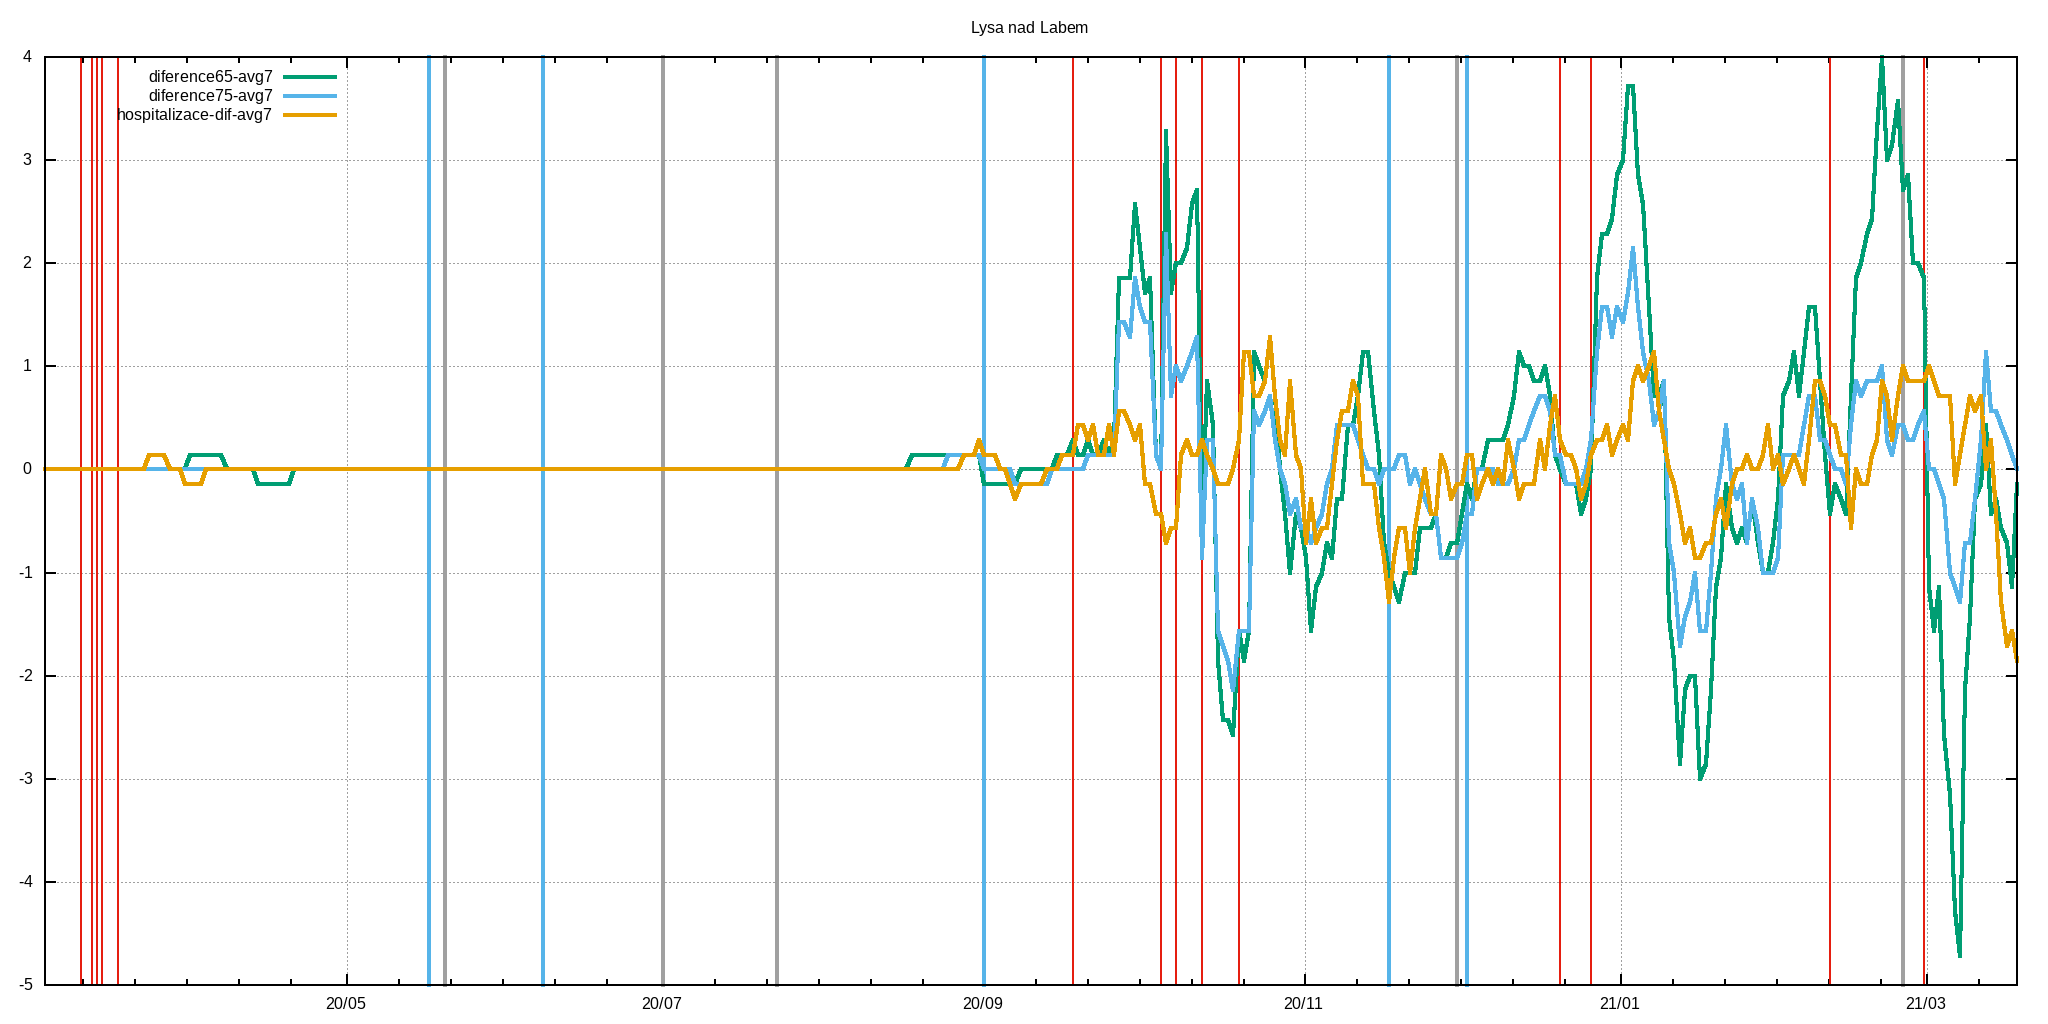 Lysa nad Labem
diference65-avg7
diference75-avg7
hospitalizace-dif-avg7
4
3
2
1
0
-1
-2
-3
-4
-5
20/05 20/07 20/09 20/11 21/01 21/03